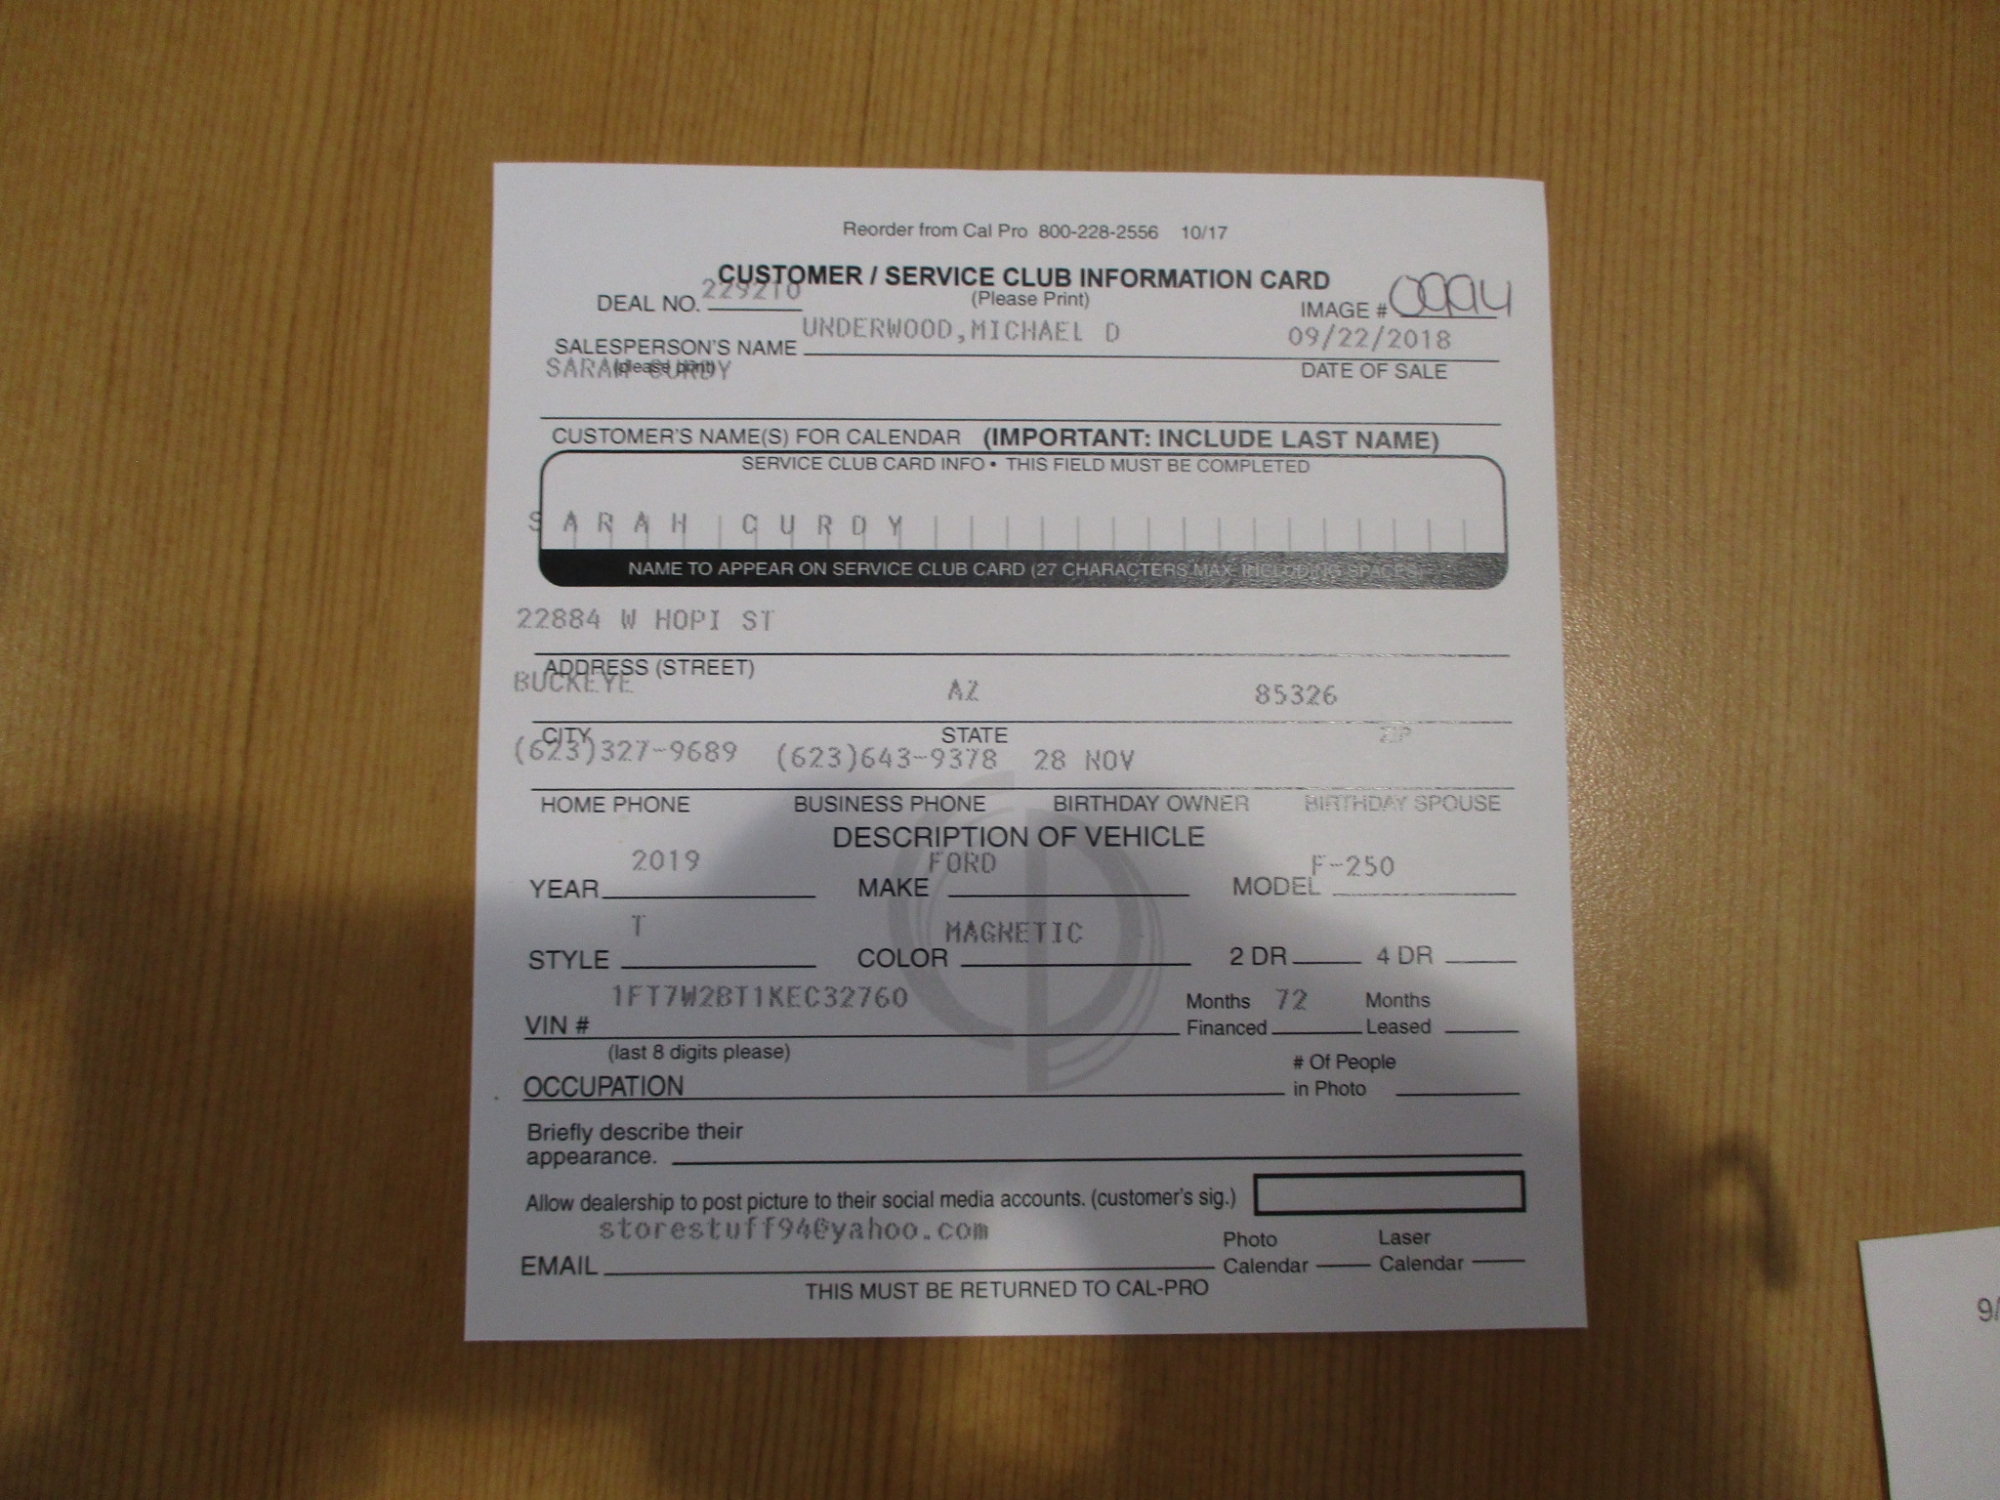 Reorder from Cal Pro 800-228-2556 10/17
CUSTOMER / SERVICE CLUB INFORMATION CARD
DEAL NO. 229210 (Please Print) IMAGE # 0994
SALESPERSON'S NAME UNDERWOOD,MICHAEL D 09/22/2018
(please print) DATE OF SALE
SARAH CURDY
CUSTOMER'S NAME(S) FOR CALENDAR (IMPORTANT: INCLUDE LAST NAME)
SERVICE CLUB CARD INFO • THIS FIELD MUST BE COMPLETED
SARAH CURDY
NAME TO APPEAR ON SERVICE CLUB CARD (27 CHARACTERS MAX. INCLUDING SPACES)
22884 W HOPI ST
ADDRESS (STREET)
BUCKEYE AZ 85326
CITY STATE ZIP
(623)327-9689 (623)643-9378 28 NOV
HOME PHONE BUSINESS PHONE BIRTHDAY OWNER BIRTHDAY SPOUSE
DESCRIPTION OF VEHICLE
YEAR 2019 MAKE FORD MODEL F-250
STYLE T COLOR MAGNETIC 2 DR 4 DR
VIN # 1FT7W2BT1KEC32760 Months Financed 72 Months Leased
(last 8 digits please)
OCCUPATION # Of People in Photo
Briefly describe their
appearance.
Allow dealership to post picture to their social media accounts. (customer's sig.)
EMAIL storestuff94@yahoo.com Photo Calendar Laser Calendar
THIS MUST BE RETURNED TO CAL-PRO
9/